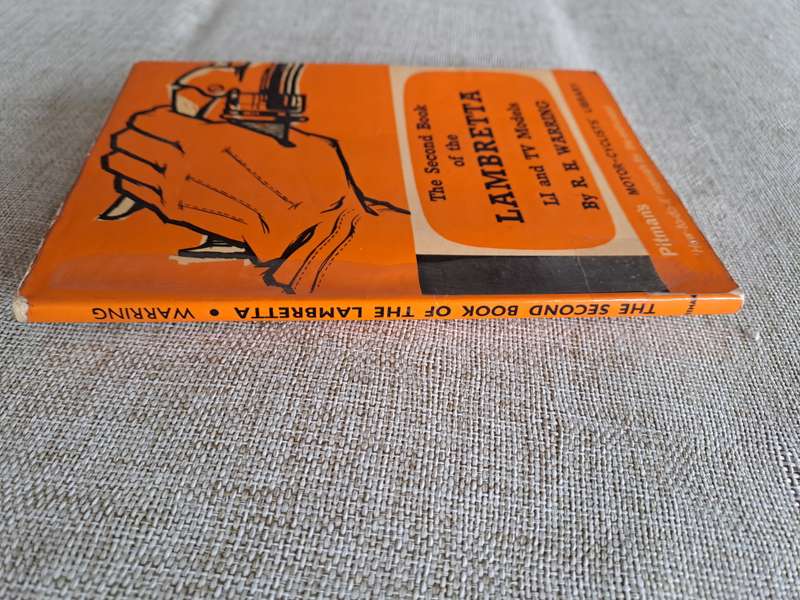 The Second Book
of the
LAMBRETTA
LI and TV Models
By R. H. WARRING
Pitman's
MOTOR-CYCLISTS LIBRARY
THE SECOND BOOK OF THE LAMBRETTA • WARRING